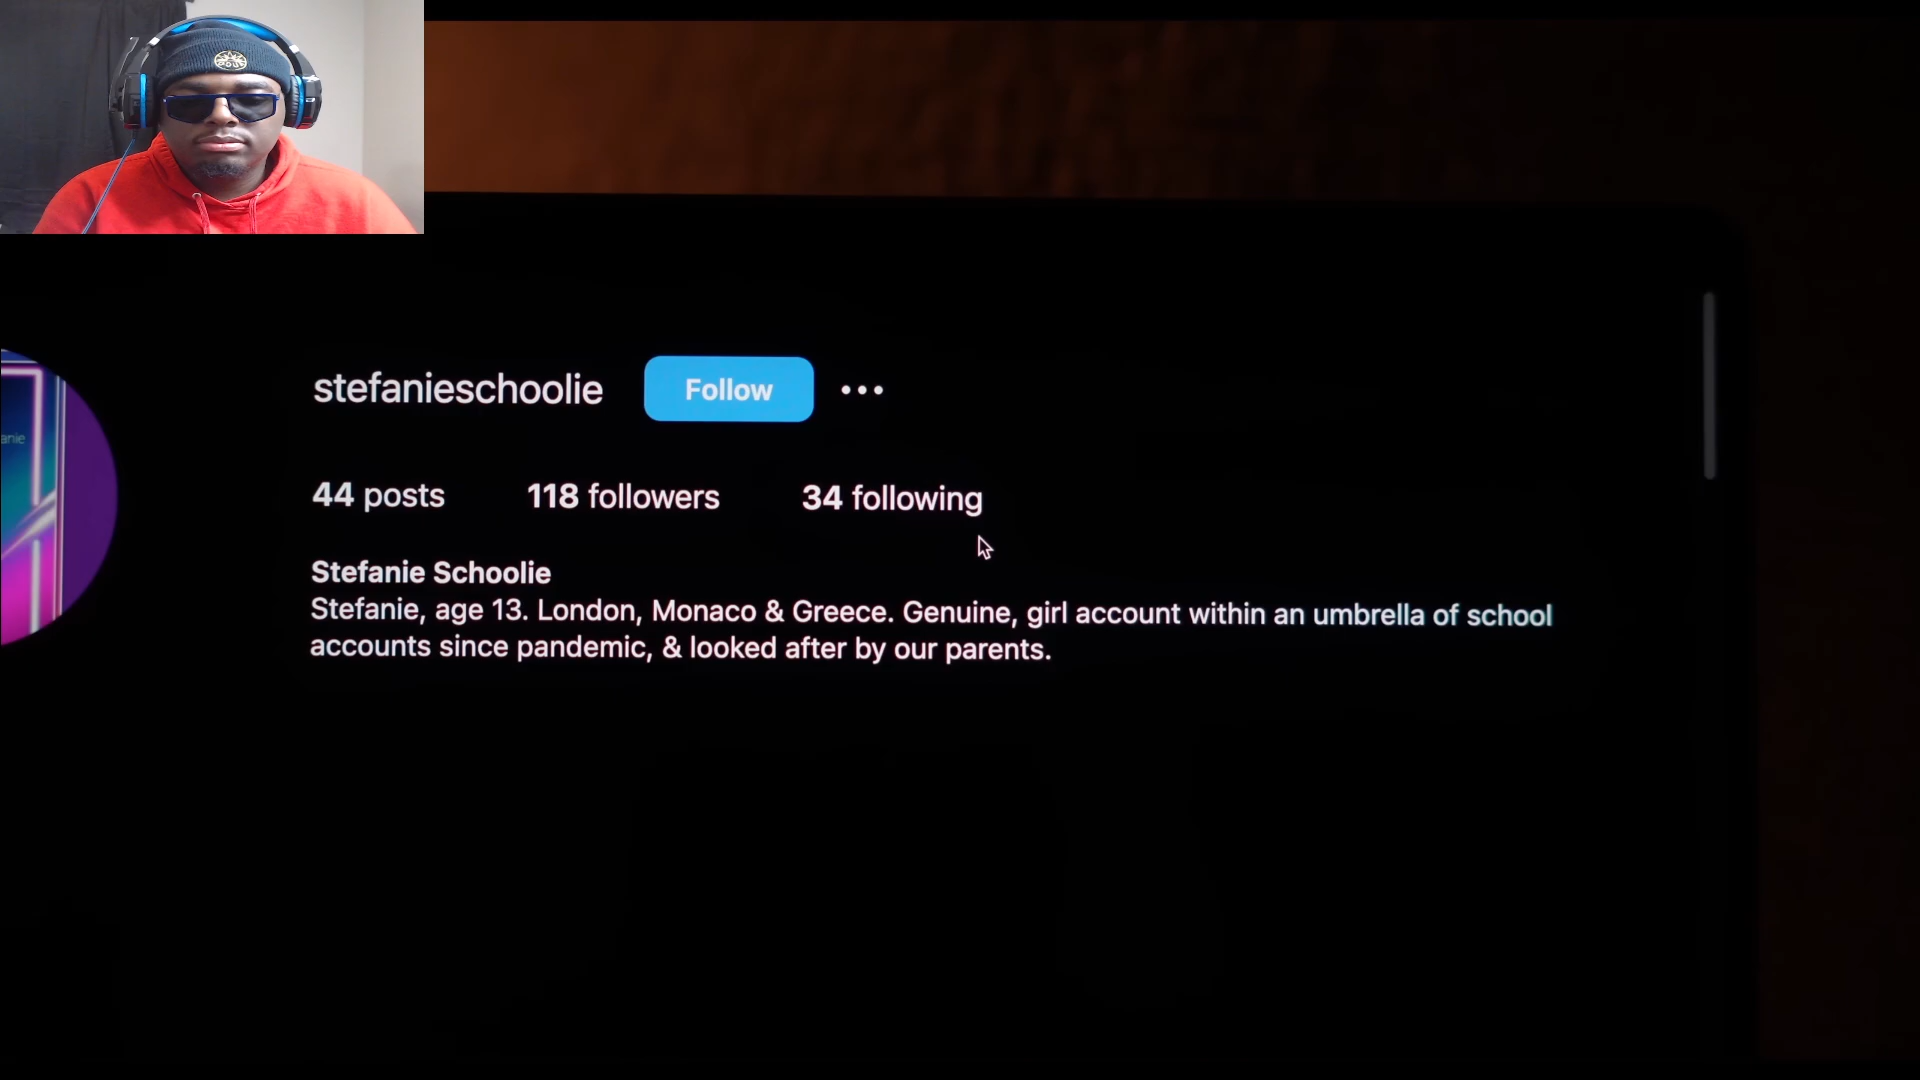 stefanieschoolie Follow
44 posts 118 followers 34 following
Stefanie Schoolie
Stefanie, age 13. London, Monaco & Greece. Genuine, girl account within an umbrella of school
accounts since pandemic, & looked after by our parents.
anie